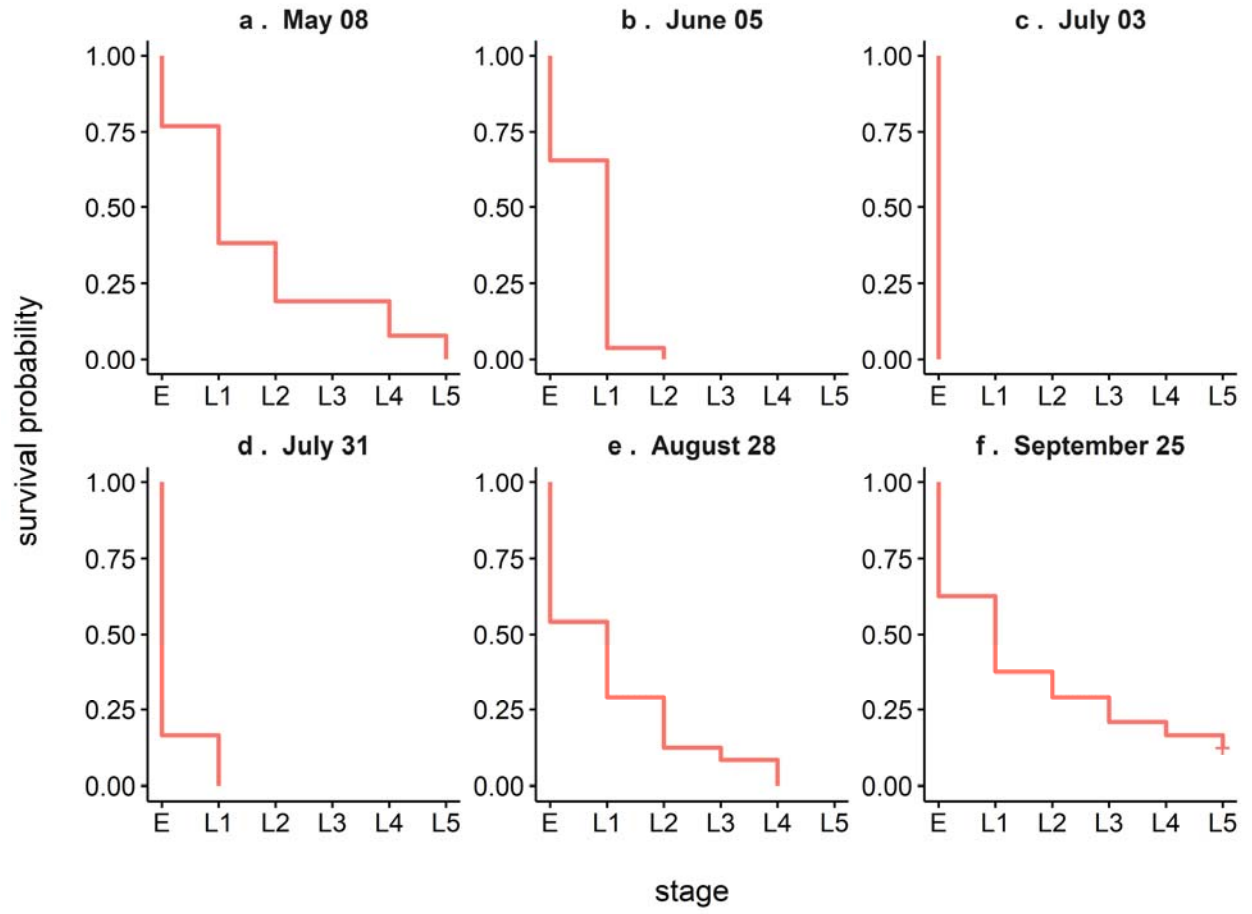 a . May 08
b . June 05
c . July 03
1.00
0.75
0.50
0.25
0.00
E L1 L2 L3 L4 L5
1.00
0.75
0.50
0.25
0.00
E L1 L2 L3 L4 L5
1.00
0.75
0.50
0.25
0.00
E L1 L2 L3 L4 L5
survival probability
d . July 31
e . August 28
f . September 25
1.00
0.75
0.50
0.25
0.00
E L1 L2 L3 L4 L5
1.00
0.75
0.50
0.25
0.00
E L1 L2 L3 L4 L5
1.00
0.75
0.50
0.25
0.00
E L1 L2 L3 L4 L5
stage